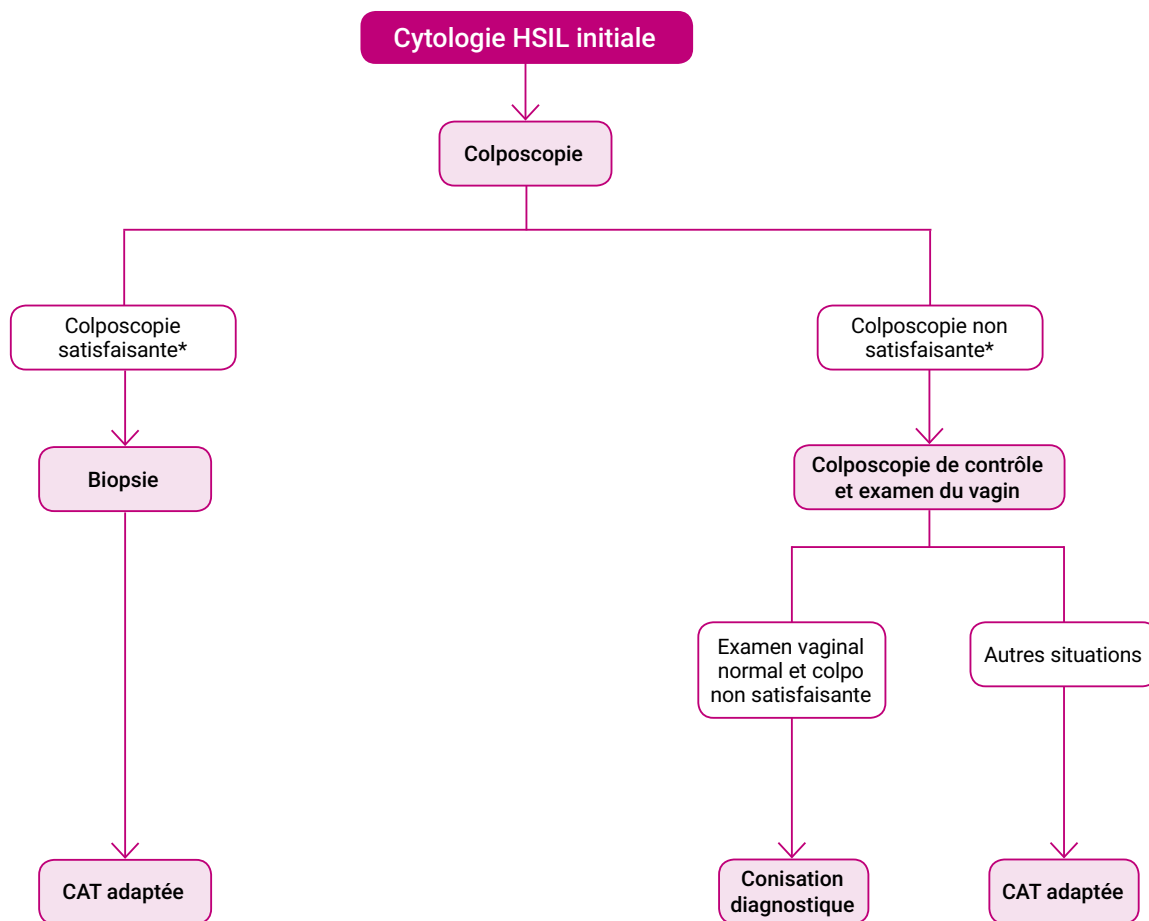 Cytologie HSIL initiale
Colposcopie
Colposcopie
satisfaisante*
Colposcopie non
satisfaisante*
Biopsie
Colposcopie de contrôle
et examen du vagin
Examen vaginal
normal et colpo
non satisfaisante
Autres situations
CAT adaptée
Conisation
diagnostique
CAT adaptée